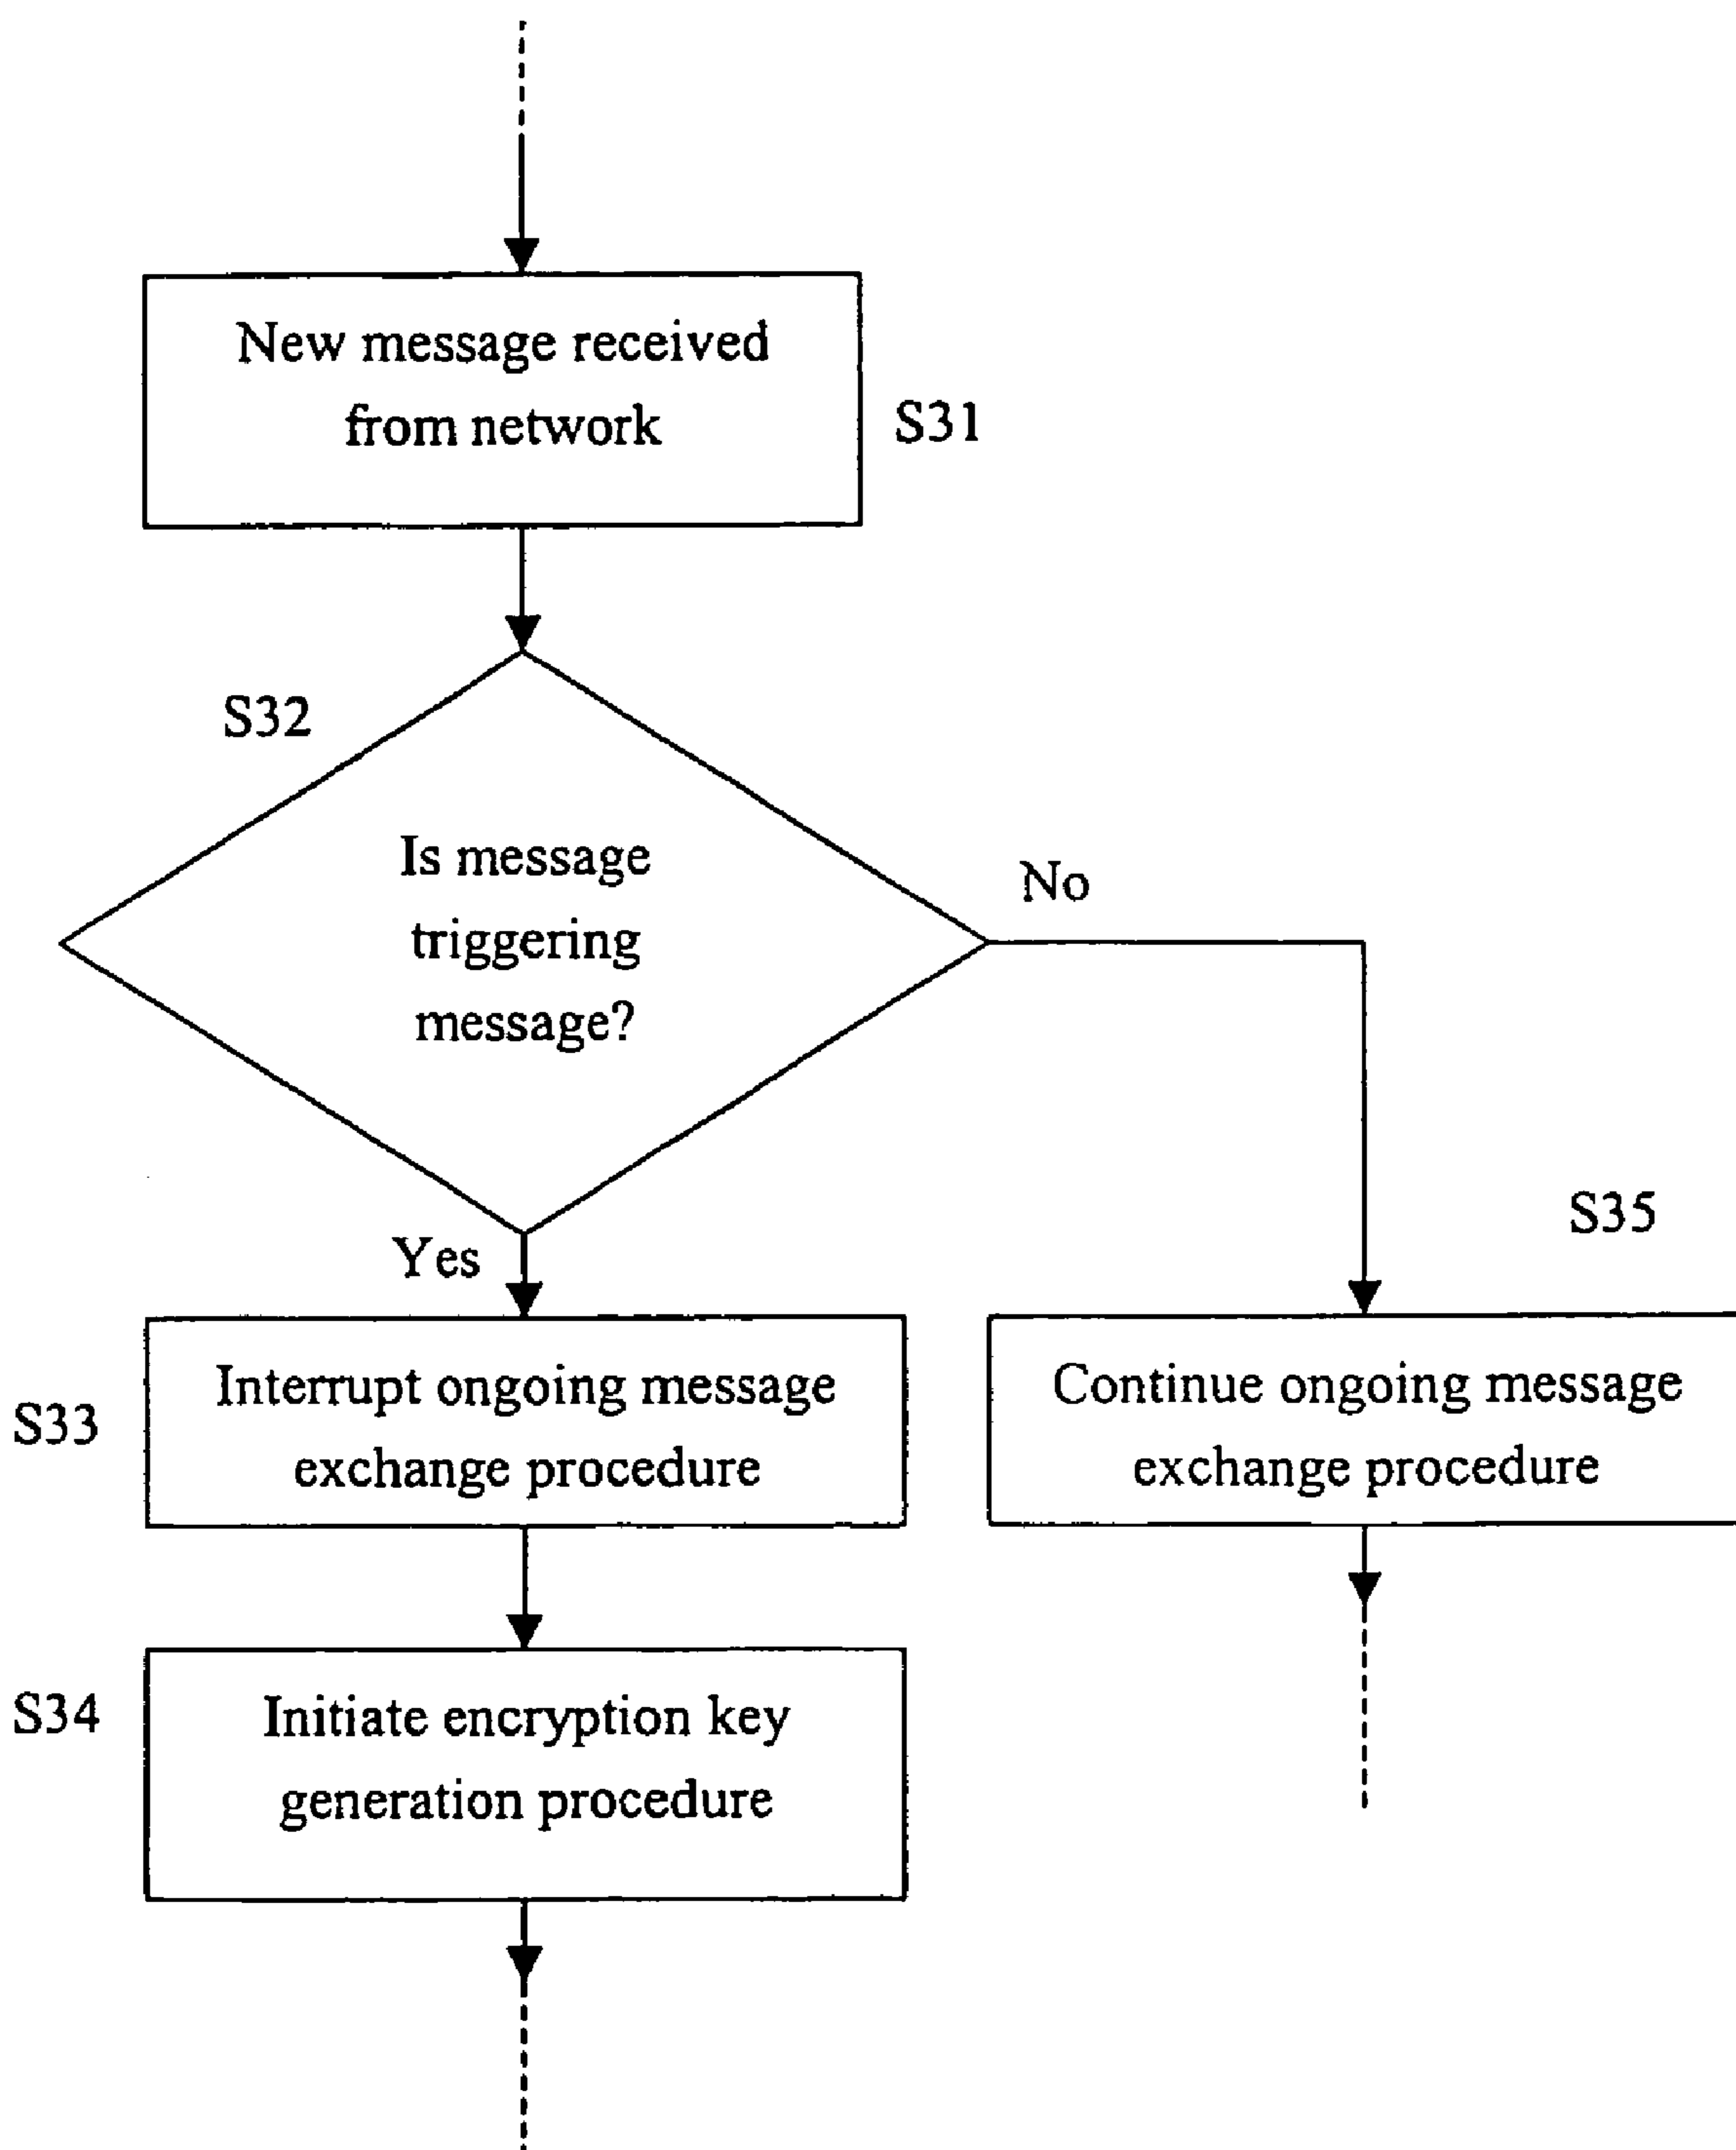 New message received
from network
S31
S32
Is message
triggering
message?
No
Yes
S35
S33
Interrupt ongoing message
exchange procedure
Continue ongoing message
exchange procedure
S34
Initiate encryption key
generation procedure